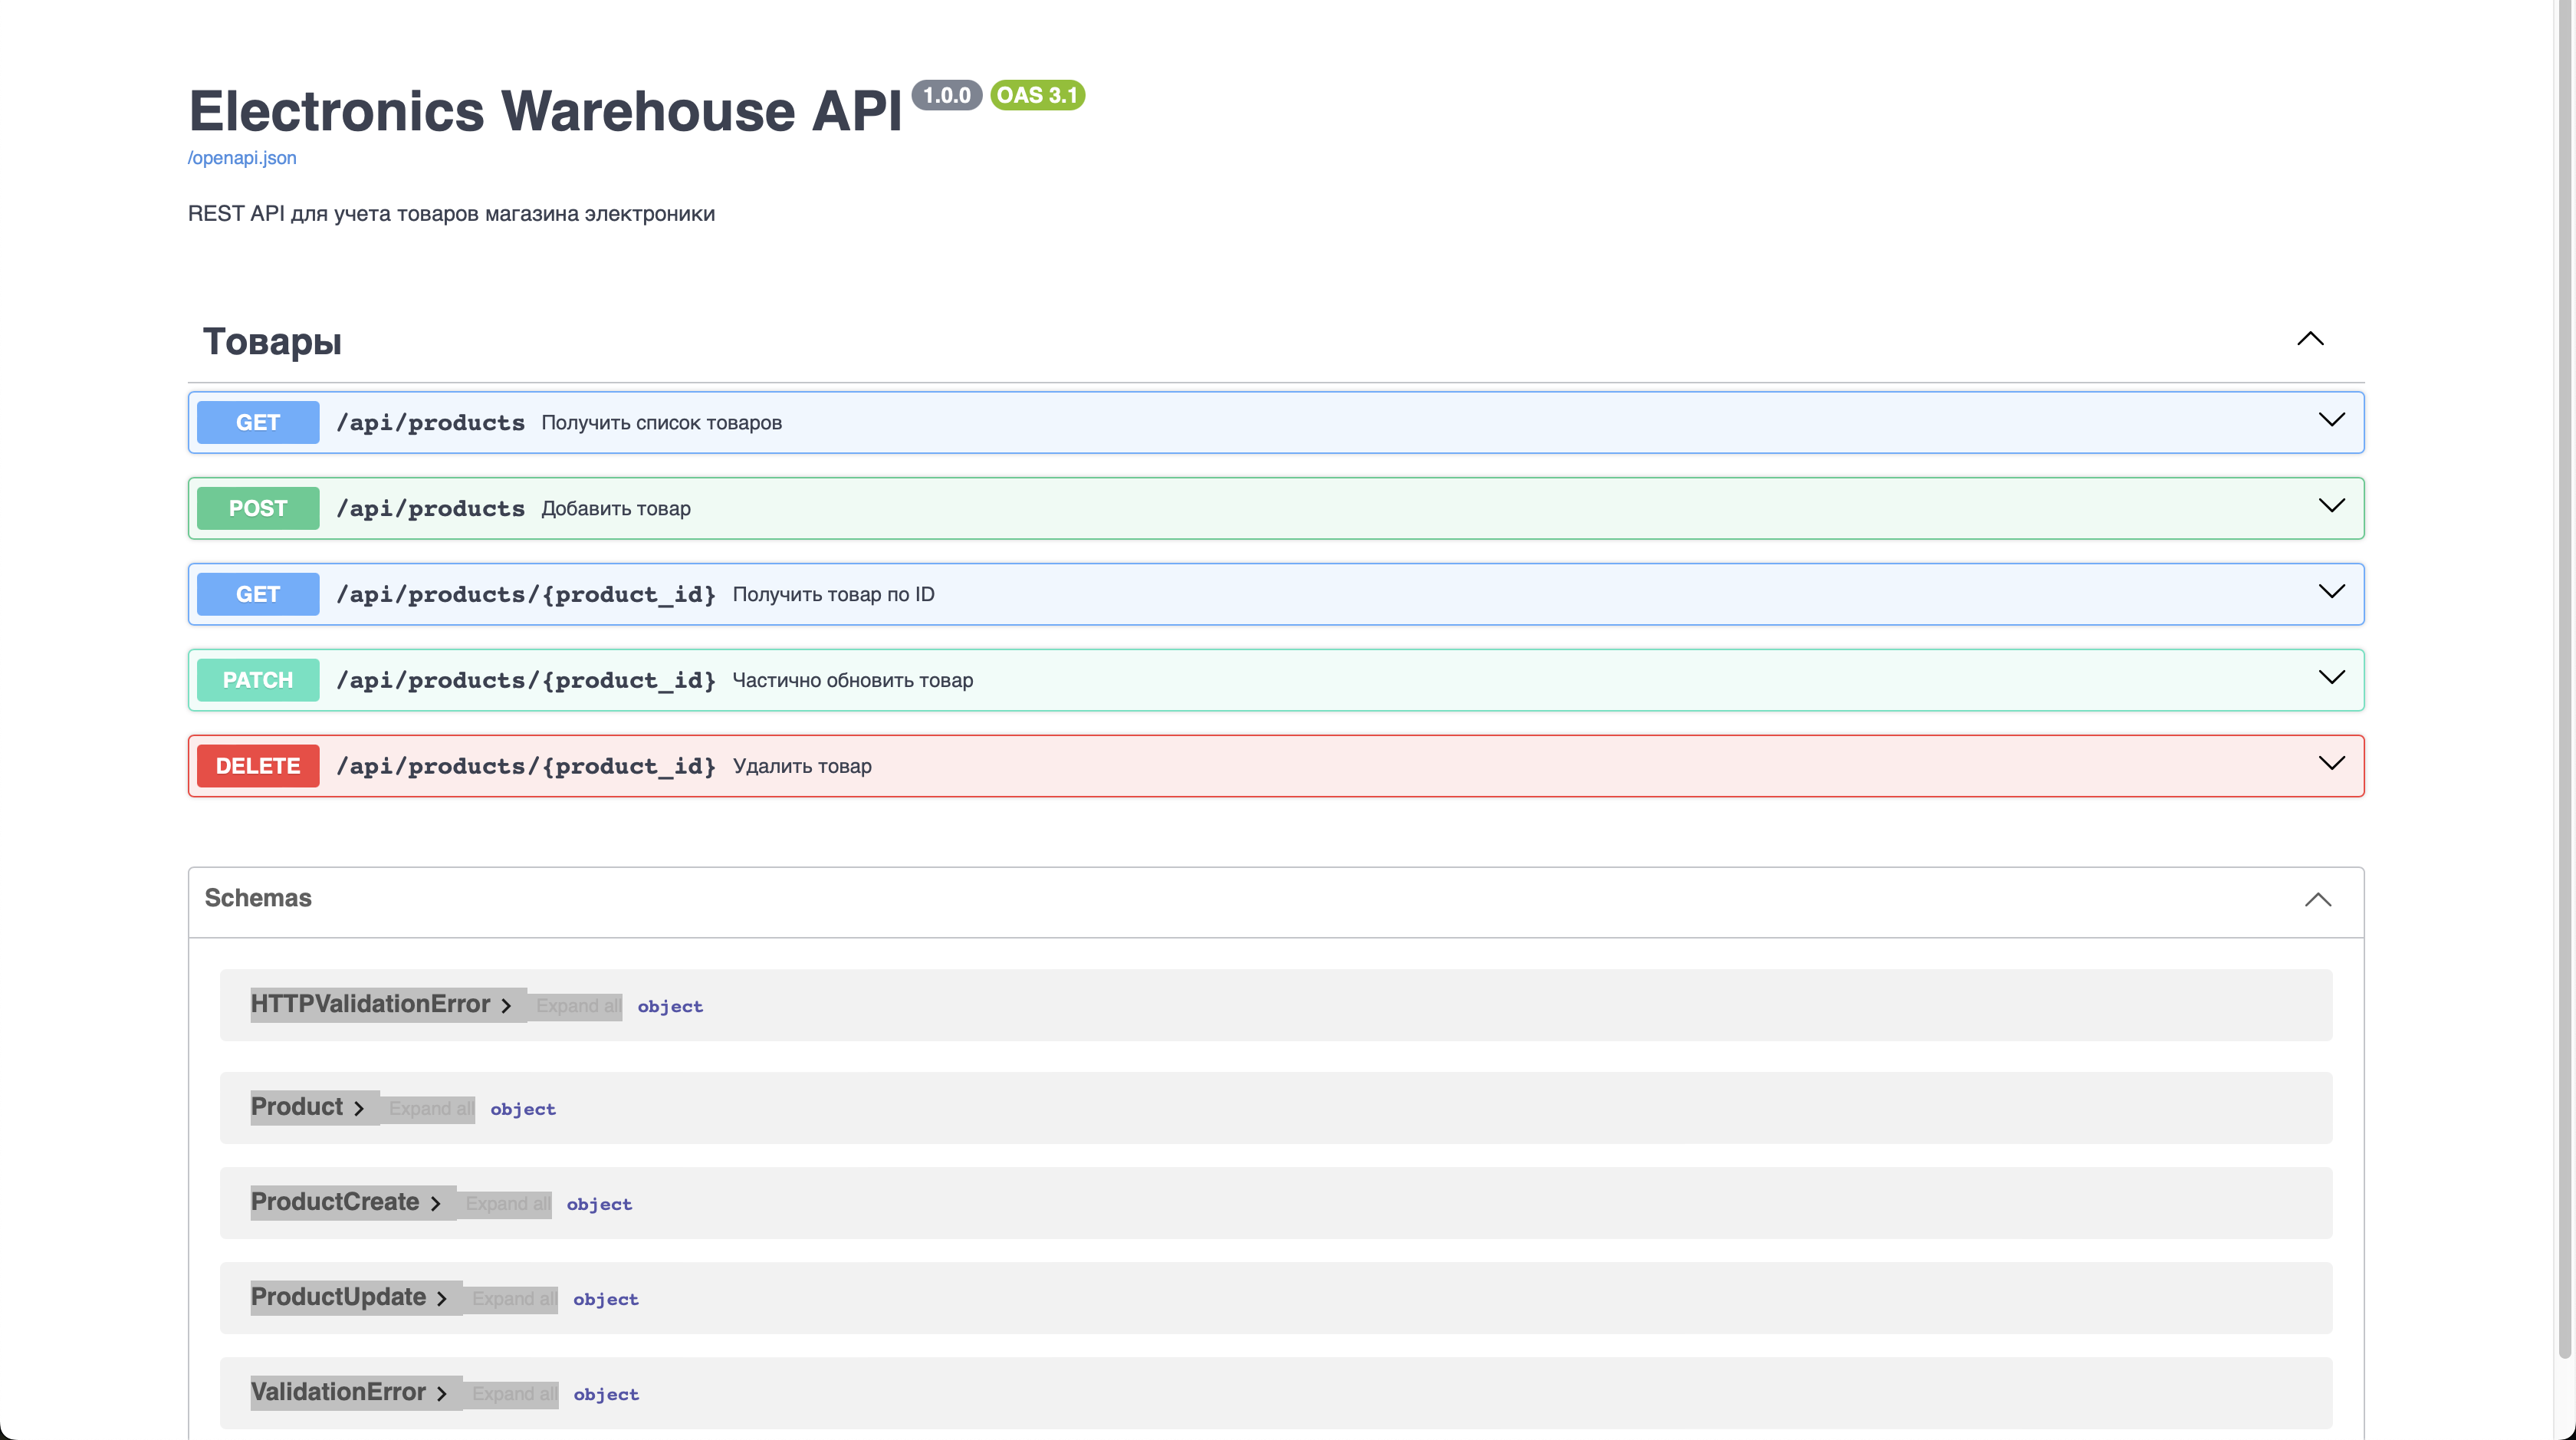 Electronics Warehouse API 1.0.0 OAS 3.1
/openapi.json
REST API для учета товаров магазина электроники
Товары
GET /api/products Получить список товаров
POST /api/products Добавить товар
GET /api/products/{product_id} Получить товар по ID
PATCH /api/products/{product_id} Частично обновить товар
DELETE /api/products/{product_id} Удалить товар
Schemas
HTTPValidationError Expand all object
Product Expand all object
ProductCreate Expand all object
ProductUpdate Expand all object
ValidationError Expand all object